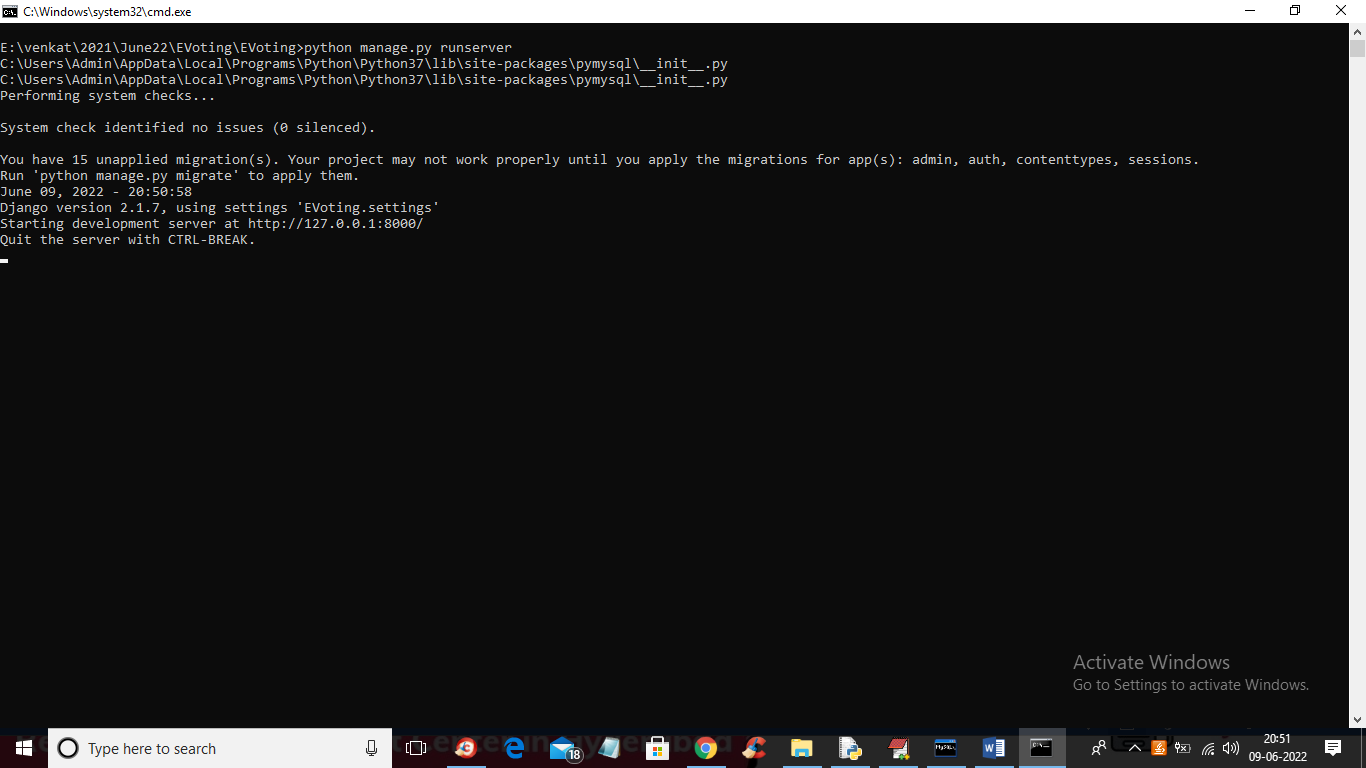 C:\Windows\system32\cmd.exe
E:\venkat\2021\June22\EVoting\EVoting>python manage.py runserver
C:\Users\Admin\AppData\Local\Programs\Python\Python37\lib\site-packages\pymysql\__init__.py
C:\Users\Admin\AppData\Local\Programs\Python\Python37\lib\site-packages\pymysql\__init__.py
Performing system checks...
System check identified no issues (0 silenced).
You have 15 unapplied migration(s). Your project may not work properly until you apply the migrations for app(s): admin, auth, contenttypes, sessions.
Run 'python manage.py migrate' to apply them.
June 09, 2022 - 20:50:58
Django version 2.1.7, using settings 'EVoting.settings'
Starting development server at http://127.0.0.1:8000/
Quit the server with CTRL-BREAK.
Activate Windows
Go to Settings to activate Windows.
Type here to search
18
MySQL
20:51
09-06-2022